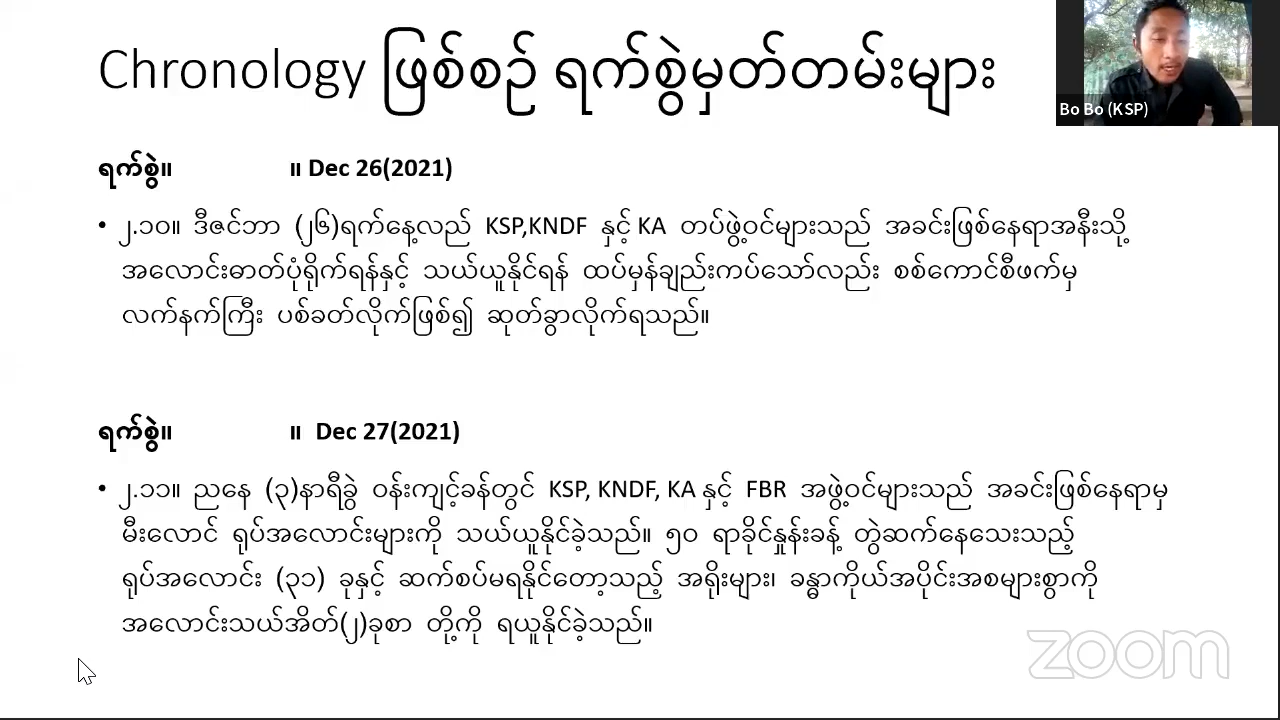 Chronology ဖြစ်စဉ် ရက်စွဲမှတ်တမ်းများ
Bo Bo (KSP)
ရက်စွဲ။ ။ Dec 26(2021)
• ၂.၁၀။ ဒီဇင်ဘာ (၂၆)ရက်နေ့လည် KSP,KNDF နှင့် KA တပ်ဖွဲ့ဝင်များသည် အခင်းဖြစ်နေရာအနီးသို့
အလောင်းဓာတ်ပုံရိုက်ရန်နှင့် သယ်ယူနိုင်ရန် ထပ်မှန်ချည်းကပ်သော်လည်း စစ်ကောင်စီဖက်မှ
လက်နက်ကြီး ပစ်ခတ်လိုက်ဖြစ်၍ ဆုတ်ခွာလိုက်ရသည်။
ရက်စွဲ။ ။ Dec 27(2021)
• ၂.၁၁။ ညနေ (၃)နာရီခွဲ ဝန်းကျင့်ခန်တွင် KSP, KNDF, KA နှင့် FBR အဖွဲ့ဝင်များသည် အခင်းဖြစ်နေရာမှ
မီးလောင် ရုပ်အလောင်းများကို သယ်ယူနိုင်ခဲ့သည်။ ၅၀ ရာခိုင်နှုန်းခန့် တွဲဆက်နေသေးသည့်
ရုပ်အလောင်း (၃၁) ခုနှင့် ဆက်စပ်မရနိုင်တော့သည့် အရိုးများ၊ ခန္ဓာကိုယ်အပိုင်းအစများစွာကို
အလောင်းသယ်အိတ်(၂)ခုစာ တို့ကို ရယူနိုင်ခဲ့သည်။
zoom